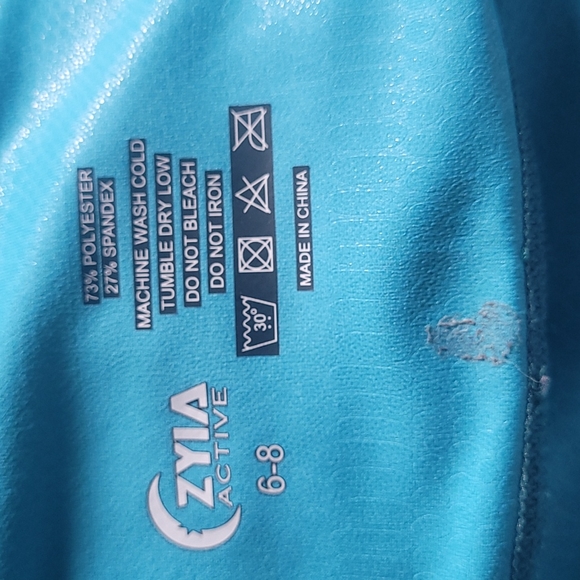 73% POLYESTER
27% SPANDEX
MACHINE WASH COLD
TUMBLE DRY LOW
DO NOT BLEACH
DO NOT IRON
30°
MADE IN CHINA
ZYIA
ACTIVE
6-8